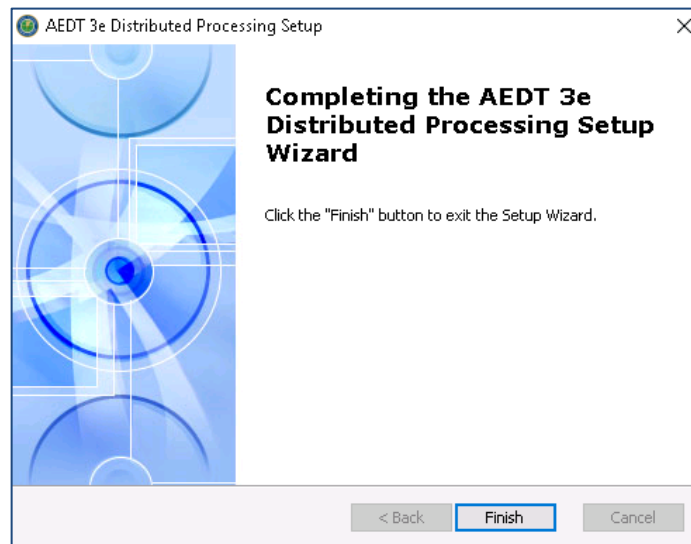 AEDT 3e Distributed Processing Setup
Completing the AEDT 3e
Distributed Processing Setup
Wizard
Click the "Finish" button to exit the Setup Wizard.
< Back
Finish
Cancel